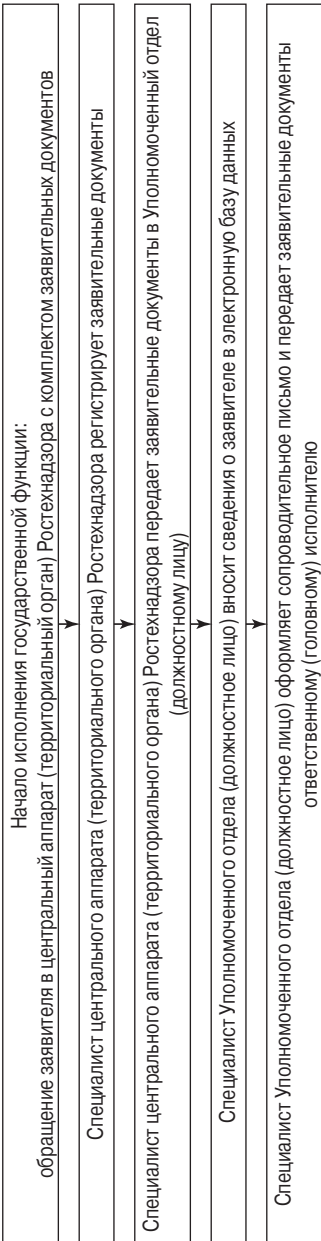 Начало исполнения государственной функции:
обращение заявителя в центральный аппарат (территориальный орган) Ростехнадзора с комплектом заявительных документов
Специалист центрального аппарата (территориального органа) Ростехнадзора регистрирует заявительные документы
Специалист центрального аппарата (территориального органа) Ростехнадзора передает заявительные документы в Уполномоченный отдел
(должностному лицу)
Специалист Уполномоченного отдела (должностное лицо) вносит сведения о заявителе в электронную базу данных
Специалист Уполномоченного отдела (должностное лицо) оформляет сопроводительное письмо и передает заявительные документы
ответственному (головному) исполнителю